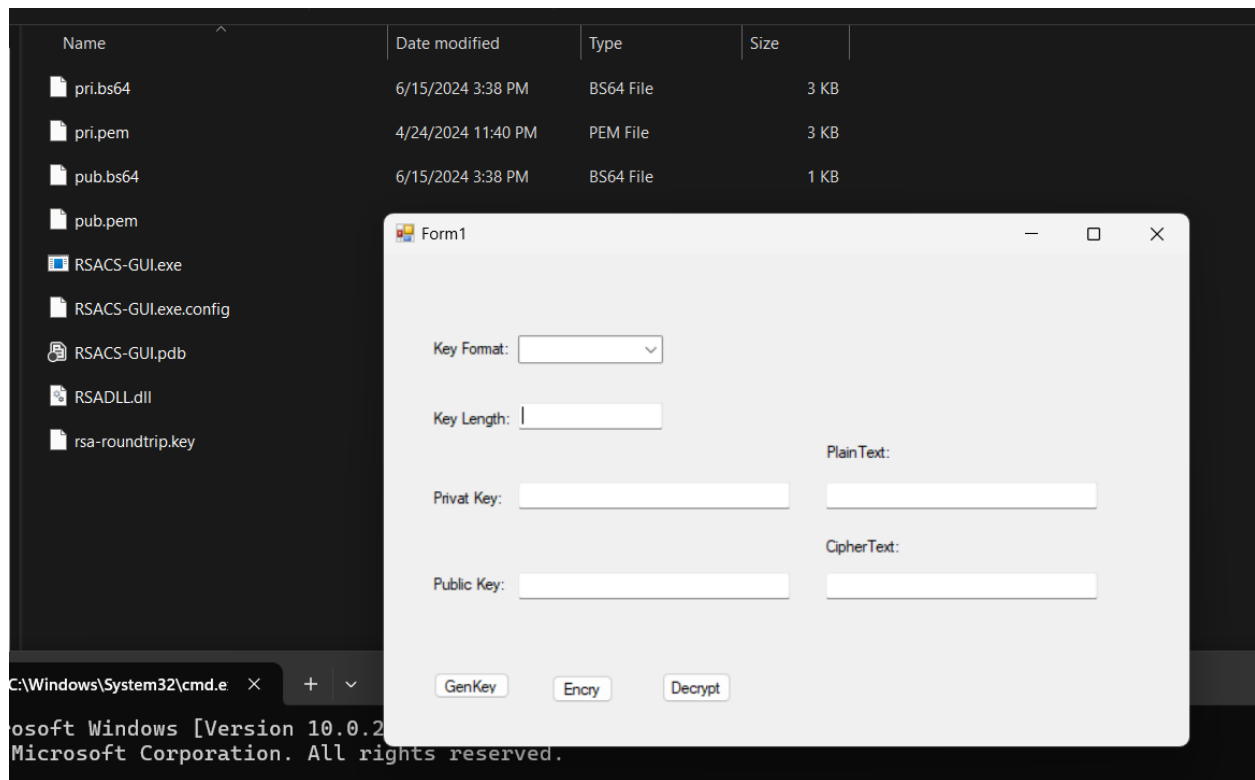 Name Date modified Type Size
pri.bs64 6/15/2024 3:38 PM BS64 File 3 KB
pri.pem 4/24/2024 11:40 PM PEM File 3 KB
pub.bs64 6/15/2024 3:38 PM BS64 File 1 KB
pub.pem
RSACS-GUI.exe
RSACS-GUI.exe.config
RSACS-GUI.pdb
RSADLL.dll
rsa-roundtrip.key
Form1
Key Format:
Key Length:
PlainText:
Privat Key:
CipherText:
Public Key:
GenKey Encry Decrypt
C:\Windows\System32\cmd.e
osoft Windows [Version 10.0.2
Microsoft Corporation. All rights reserved.